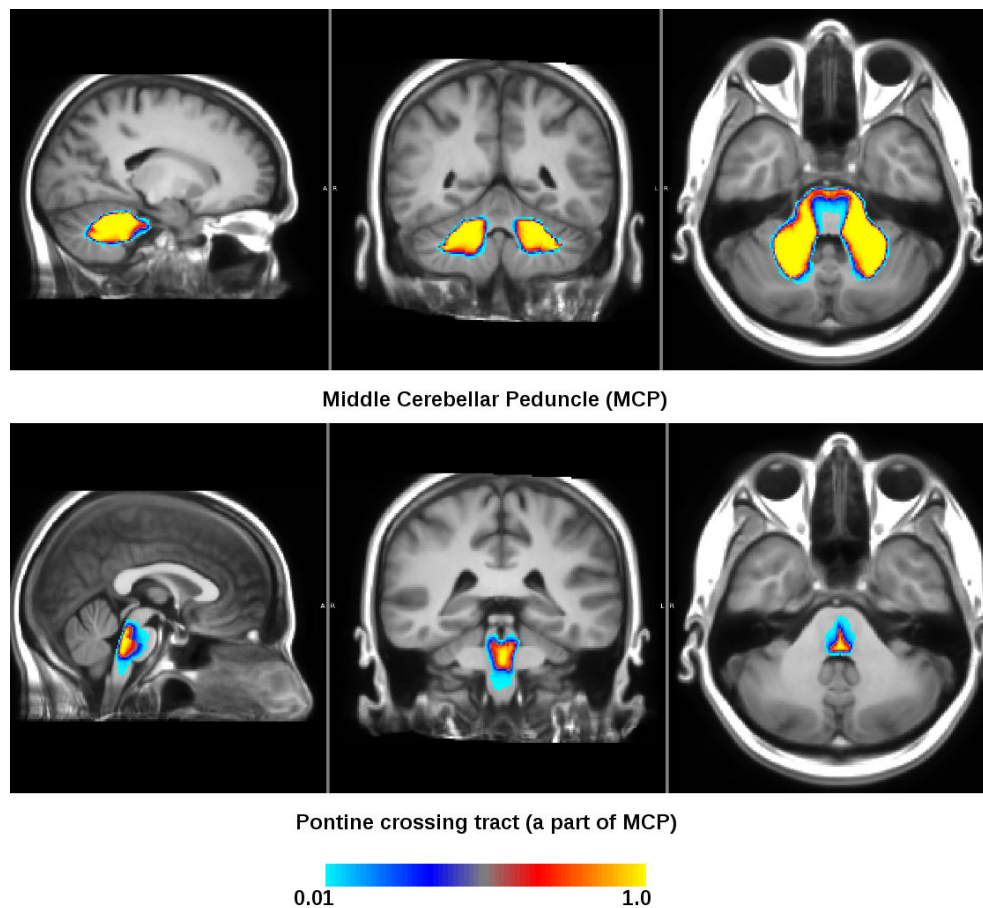 A R
L R
Middle Cerebellar Peduncle (MCP)
A R
L R
Pontine crossing tract (a part of MCP)
0.01 1.0